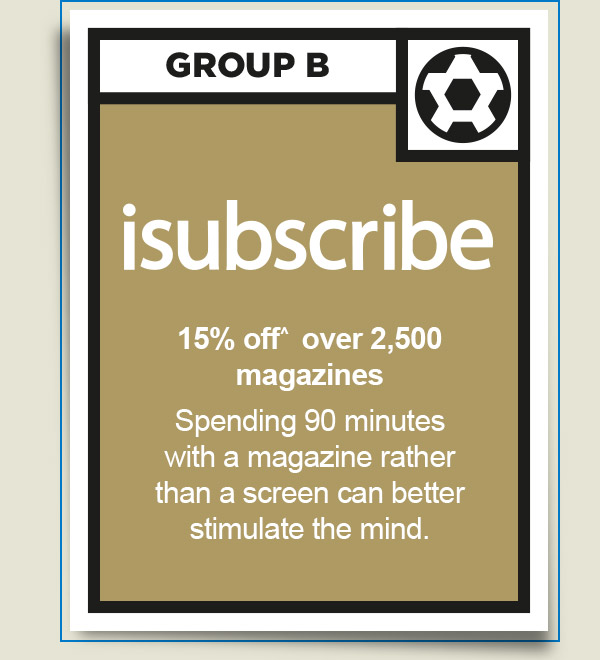 GROUP B
isubscribe
15% off^ over 2,500
magazines
Spending 90 minutes
with a magazine rather
than a screen can better
stimulate the mind.